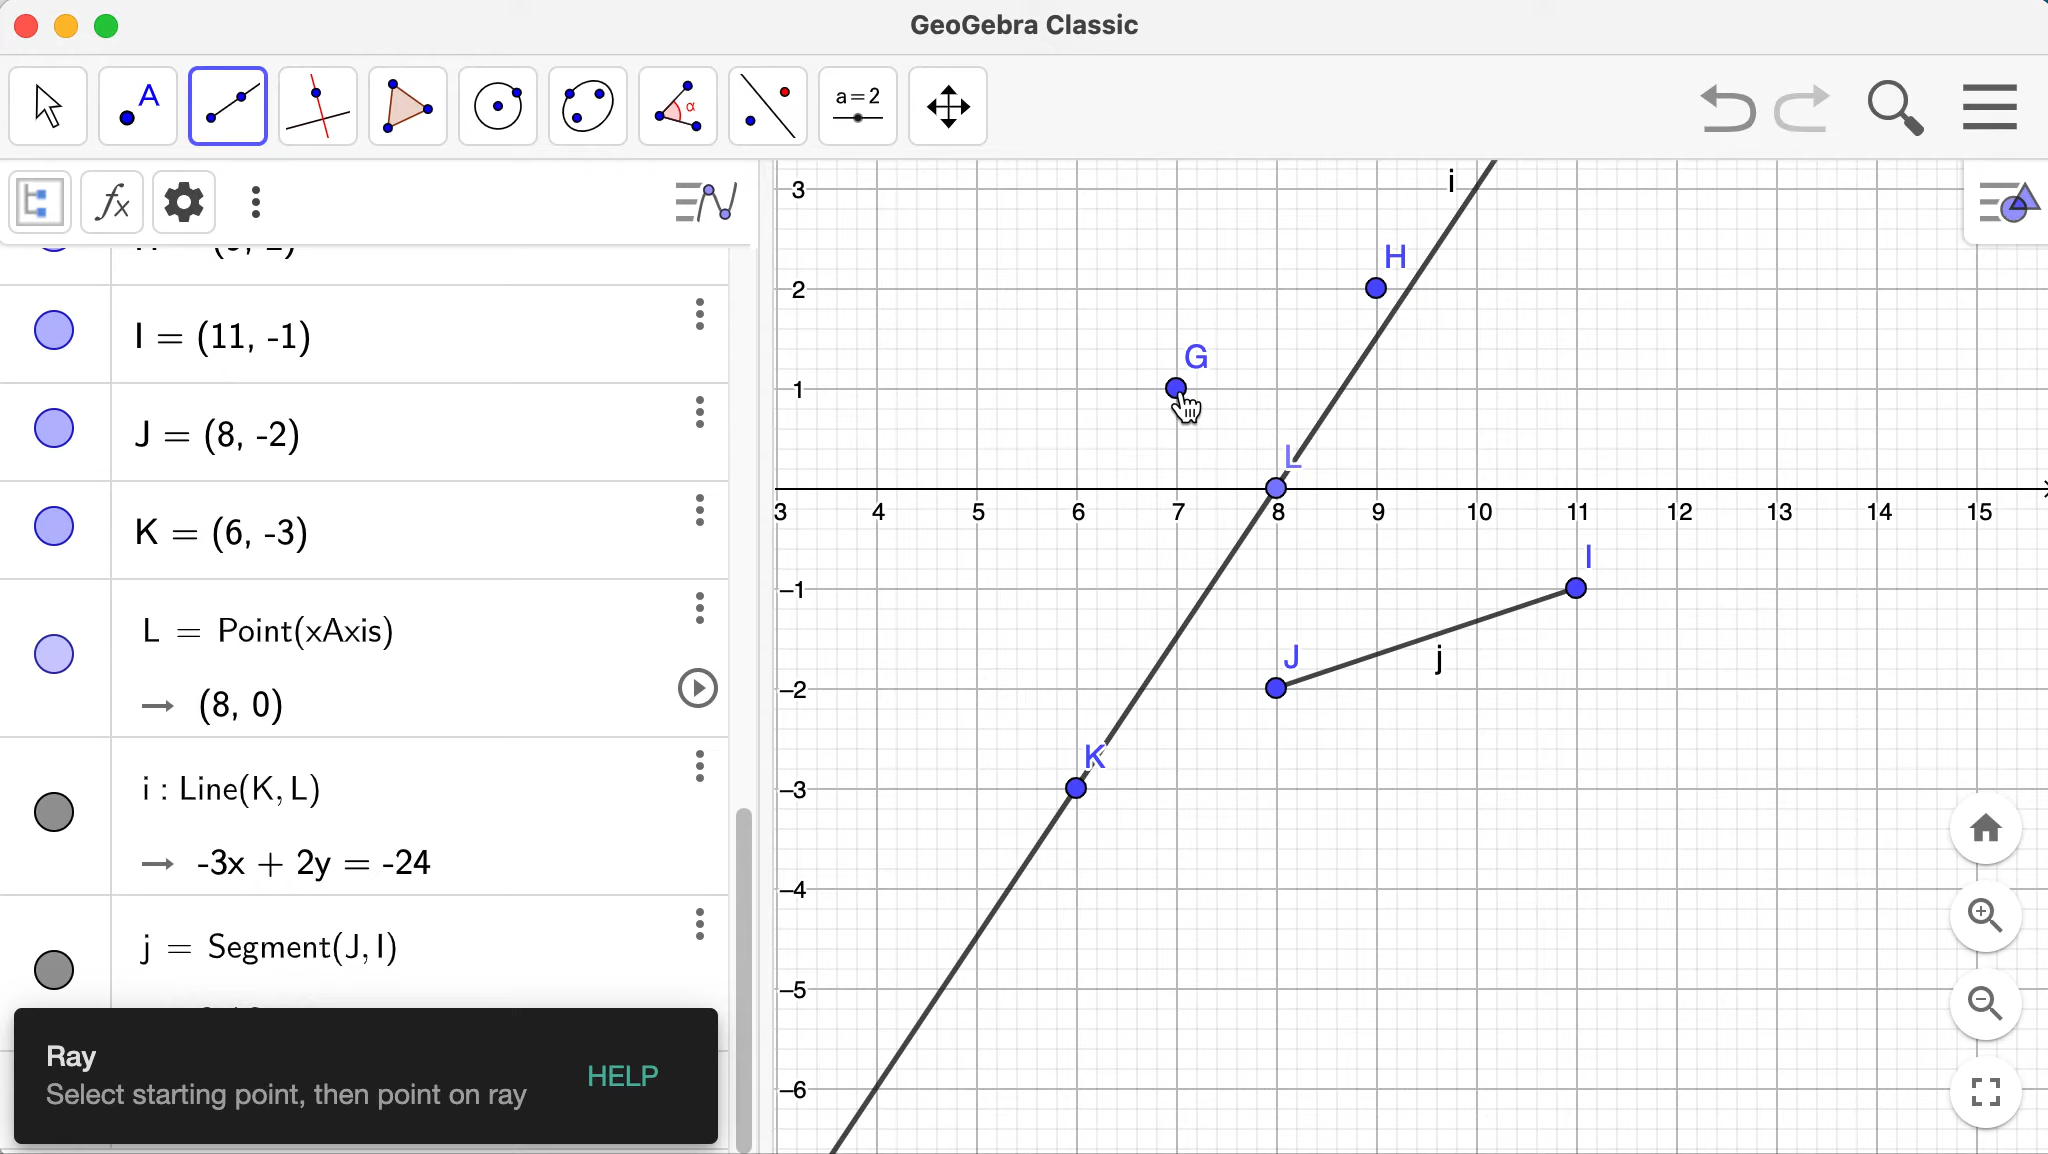 GeoGebra Classic
A
α
a=2
fx
I = (11, -1)
J = (8, -2)
K = (6, -3)
L = Point(xAxis)
→ (8, 0)
i : Line(K, L)
→ -3x + 2y = -24
j = Segment(J, I)
Ray
Select starting point, then point on ray
HELP
i
3
H
2
G
1
L
3 4 5 6 7 8 9 10 11 12 13 14 15
I
–1
J
j
–2
K
–3
–4
–5
–6